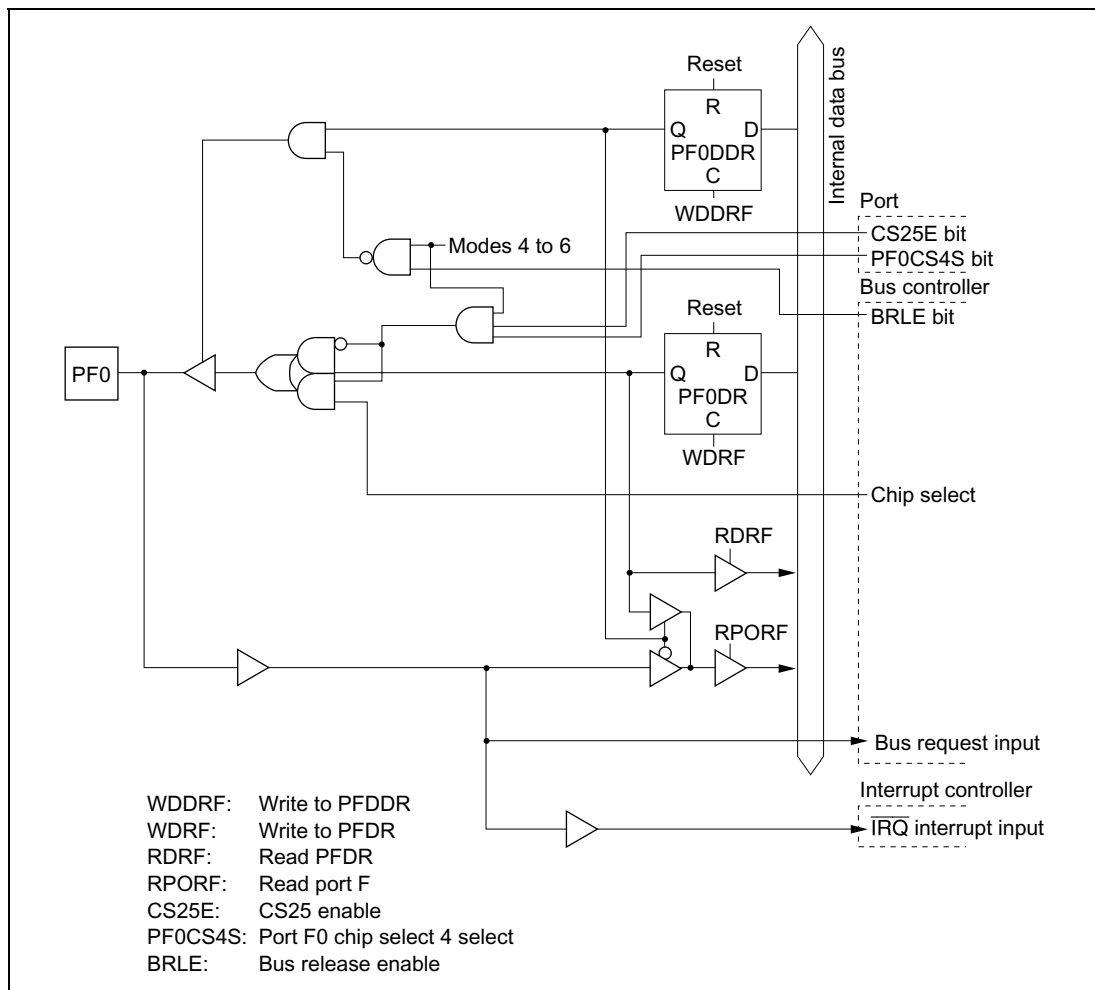 Reset
R
Q D
PF0DDR
C
WDDRF
Internal data bus
Port
CS25E bit
PF0CS4S bit
Modes 4 to 6
Bus controller
BRLE bit
Reset
R
Q D
PF0DR
C
WDRF
PF0
Chip select
RDRF
RPORF
Bus request input
Interrupt controller
IRQ interrupt input
WDDRF: Write to PFDDR
WDRF: Write to PFDR
RDRF: Read PFDR
RPORF: Read port F
CS25E: CS25 enable
PF0CS4S: Port F0 chip select 4 select
BRLE: Bus release enable